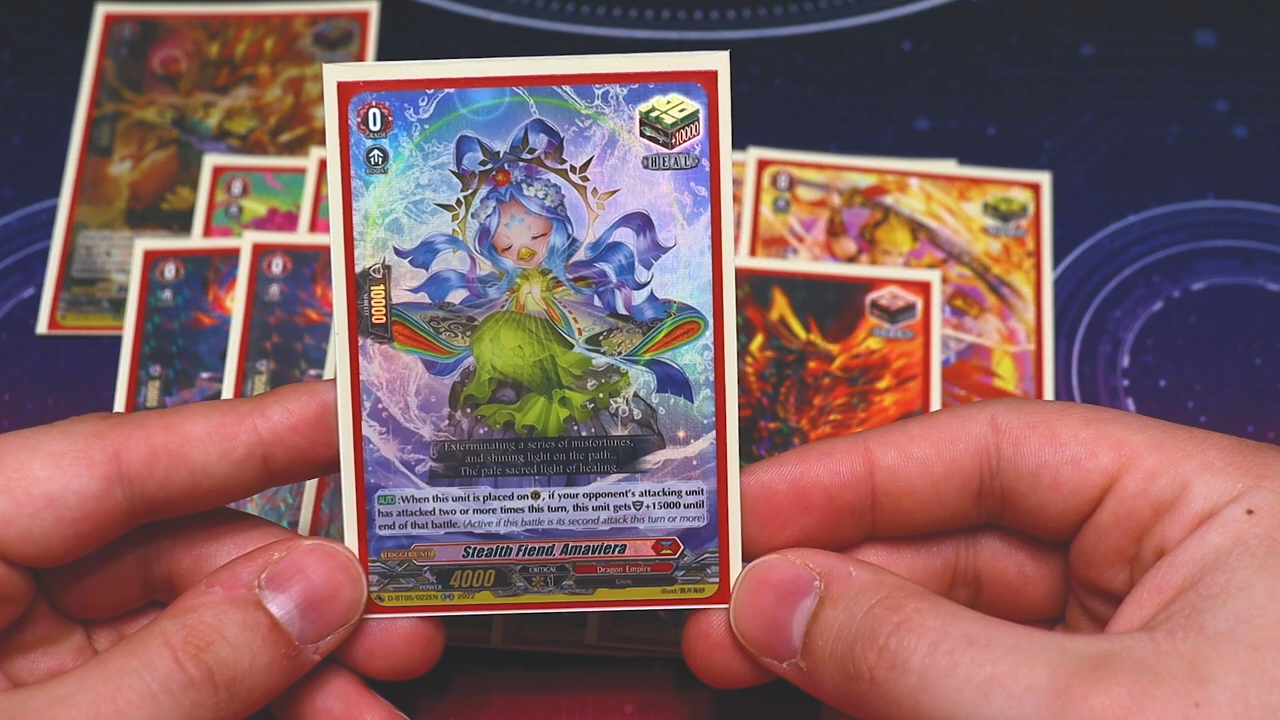 0
GRADE
BOOST
+10000
HEAL
SHIELD 10000
Exterminating a series of misfortunes,
and shining light on the path..
The pale sacred light of healing.
AUTO:When this unit is placed on , if your opponent's attacking unit
has attacked two or more times this turn, this unit gets +15000 until
end of that battle. (Active if this battle is its second attack this turn or more)
TRIGGER UNIT
Stealth Fiend, Amaviera
POWER 4000
CRITICAL
1
Dragon Empire
Ghost
D-BT05/022EN RR 2022
0
0